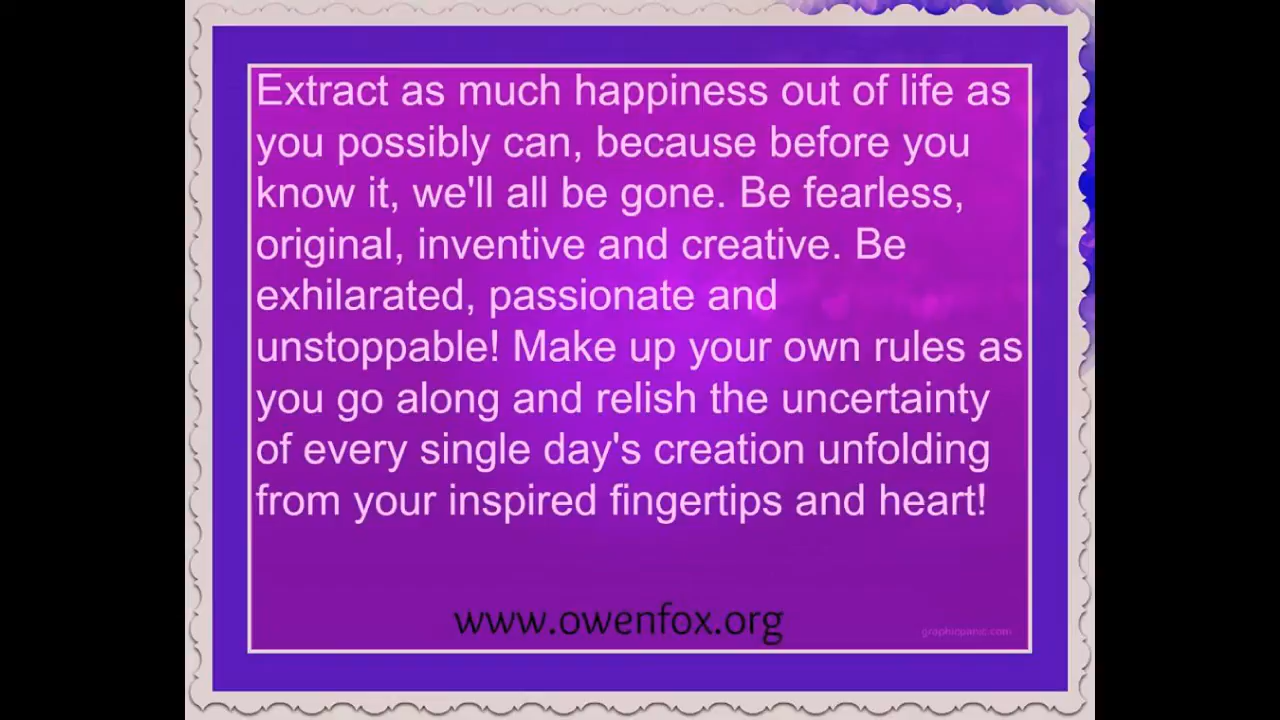 Extract as much happiness out of life as
you possibly can, because before you
know it, we'll all be gone. Be fearless,
original, inventive and creative. Be
exhilarated, passionate and
unstoppable! Make up your own rules as
you go along and relish the uncertainty
of every single day's creation unfolding
from your inspired fingertips and heart!
www.owenfox.org
graphicpanic.com